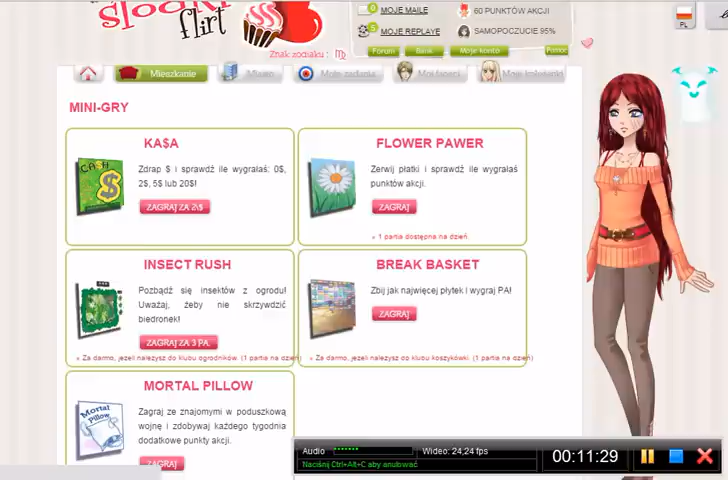 słodki
flirt
Znak zodiaku:
0 MOJE MAILE
5 MOJE REPLAYE
60 PUNKTÓW AKCJI
SAMOPOCZUCIE 95%
Forum Bank Moje konto Pomoc
PL
Mieszkanie Miasto Moje zadania
MINI-GRY
KA$A
Zdrap $ i sprawdź ile wygrałaś: 0$,
2$, 5$ lub 20$!
ZAGRAJ ZA 2$
FLOWER PAWER
Zerwij płatki i sprawdź ile wygrałaś
punktów akcji.
ZAGRAJ
» 1 partia dostępna na dzień
INSECT RUSH
Pozbądź się insektów z ogrodu!
Uważaj, żeby nie skrzywdzić
biedronek!
ZAGRAJ ZA 3 PA.
» Za darmo, jeżeli należysz do klubu ogrodników. (1 partia na dzień)
BREAK BASKET
Zbij jak najwięcej płytek i wygraj PA!
ZAGRAJ
» Za darmo, jeżeli należysz do klubu koszykówki. (1 partia na dzień)
MORTAL PILLOW
Mortal
Pillow
Zagraj ze znajomymi w poduszkową
wojnę i zdobywaj każdego tygodnia
dodatkowe punkty akcji.
ZAGRAJ
Audio
Wideo: 24,24 fps
Naciśnij Ctrl+Alt+C aby anulować
00:11:29